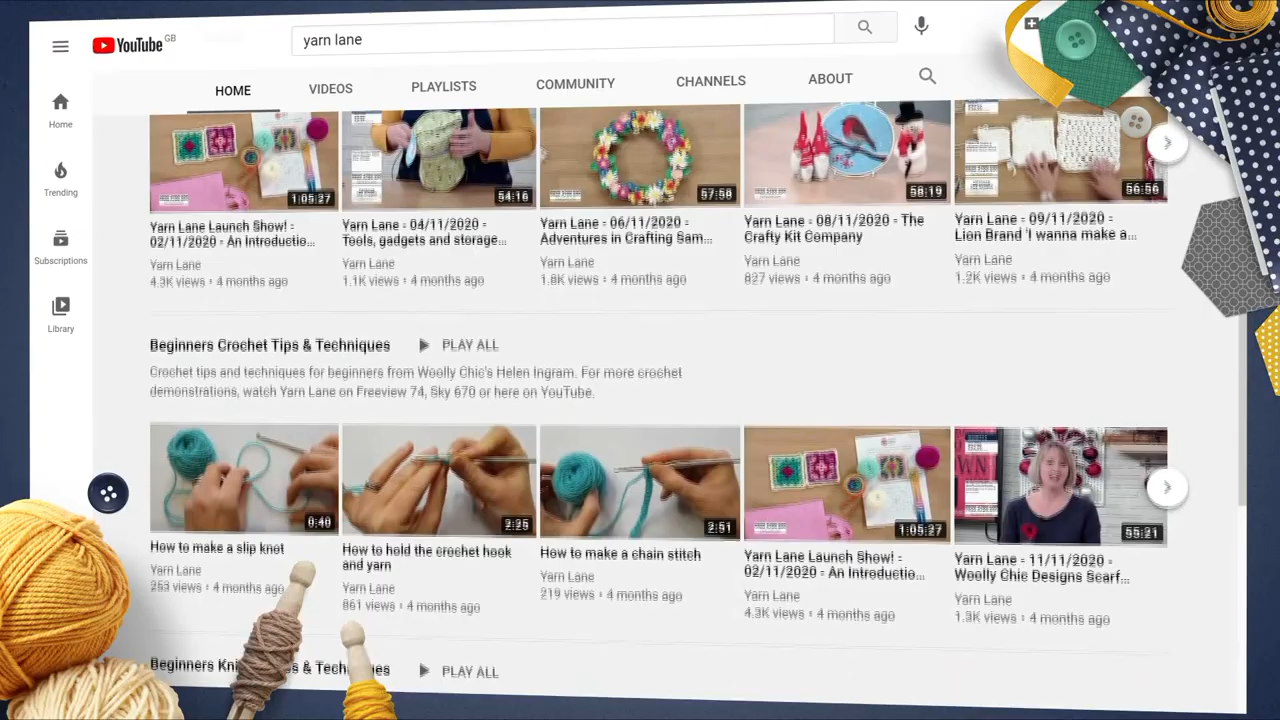 YouTube GB
yarn lane
HOME VIDEOS PLAYLISTS COMMUNITY CHANNELS ABOUT
Home
Trending
Subscriptions
Library
1:05:27
54:16
57:58
58:19
56:56
Yarn Lane Launch Show! -
02/11/2020 - An Introductio...
Yarn Lane
4.3K views • 4 months ago
Yarn Lane - 04/11/2020 -
Tools, gadgets and storage...
Yarn Lane
1.1K views • 4 months ago
Yarn Lane - 06/11/2020 -
Adventures in Crafting Sam...
Yarn Lane
1.8K views • 4 months ago
Yarn Lane - 08/11/2020 - The
Crafty Kit Company
Yarn Lane
827 views • 4 months ago
Yarn Lane - 09/11/2020 -
Lion Brand 'I wanna make a...
Yarn Lane
1.2K views • 4 months ago
Beginners Crochet Tips & Techniques PLAY ALL
Crochet tips and techniques for beginners from Woolly Chic's Helen Ingram. For more crochet
demonstrations, watch Yarn Lane on Freeview 74, Sky 670 or here on YouTube.
0:40
2:25
2:51
1:05:27
55:21
How to make a slip knot
Yarn Lane
253 views • 4 months ago
How to hold the crochet hook
and yarn
Yarn Lane
861 views • 4 months ago
How to make a chain stitch
Yarn Lane
219 views • 4 months ago
Yarn Lane Launch Show! -
02/11/2020 - An Introductio...
Yarn Lane
4.3K views • 4 months ago
Yarn Lane - 11/11/2020 -
Woolly Chic Designs Scarf...
Yarn Lane
1.3K views • 4 months ago
Beginners & Techniques PLAY ALL